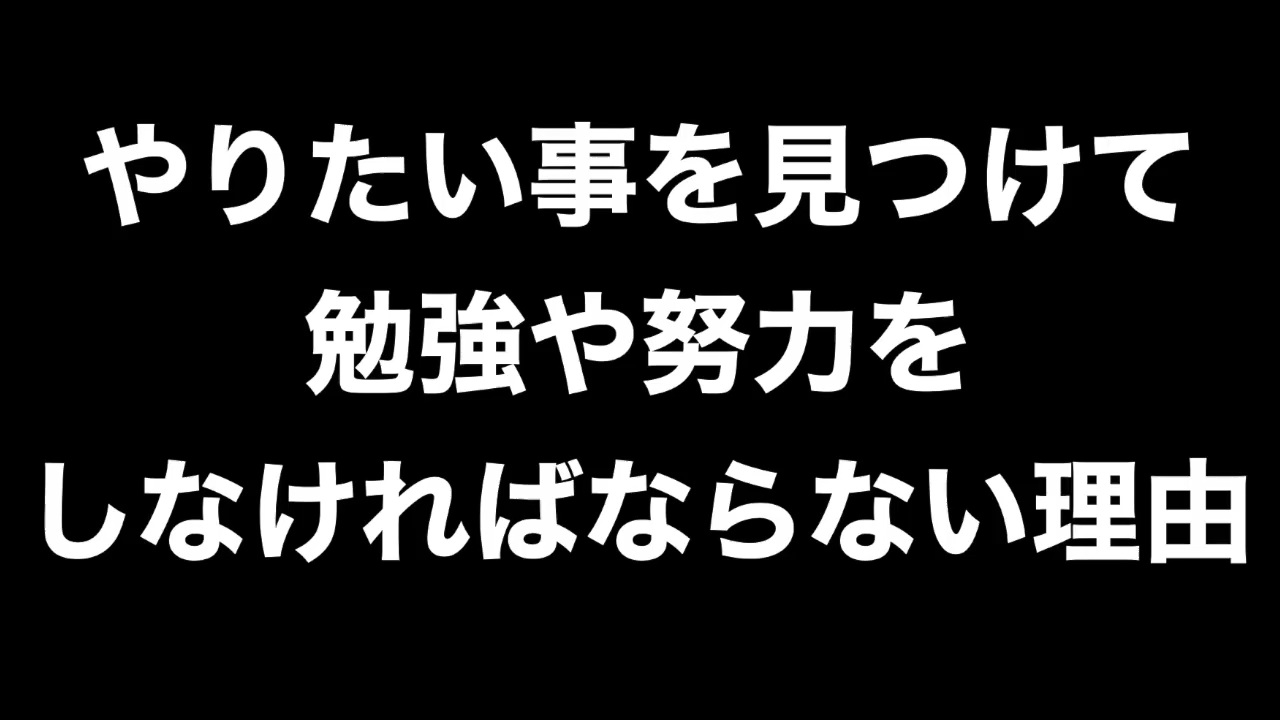 やりたい事を見つけて
勉強や努力を
しなければならない理由